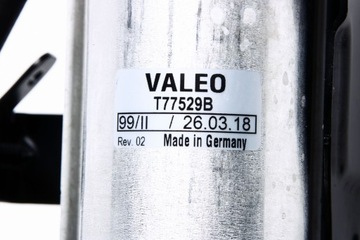 VALEO
T77529B
99/II / 26.03.18
Rev. 02 Made in Germany